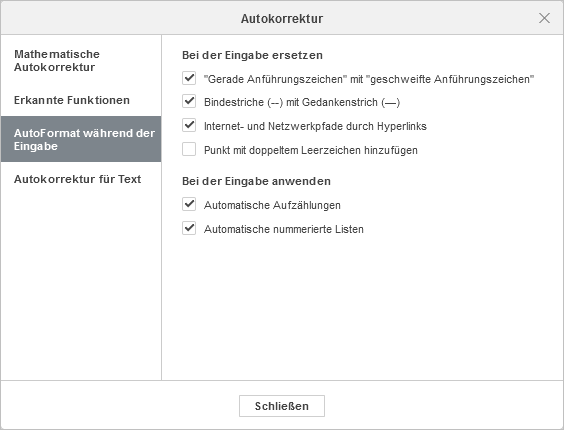 Autokorrektur
Mathematische
Autokorrektur
Erkannte Funktionen
AutoFormat während der
Eingabe
Autokorrektur für Text
Bei der Eingabe ersetzen
"Gerade Anführungszeichen" mit "geschweifte Anführungszeichen"
Bindestriche (--) mit Gedankenstrich (—)
Internet- und Netzwerkpfade durch Hyperlinks
Punkt mit doppeltem Leerzeichen hinzufügen
Bei der Eingabe anwenden
Automatische Aufzählungen
Automatische nummerierte Listen
Schließen